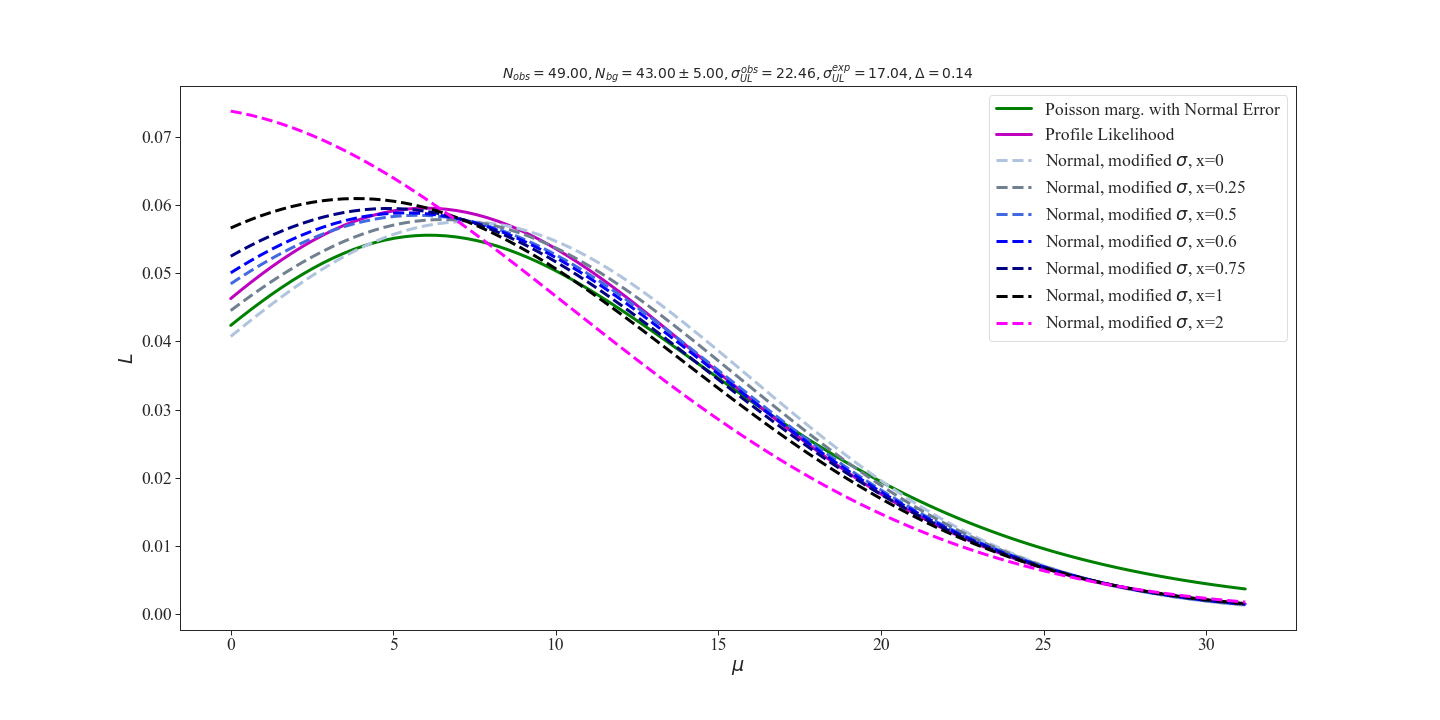 N_obs = 49.00, N_bg = 43.00 ± 5.00, σ_UL^obs = 22.46, σ_UL^exp = 17.04, Δ = 0.14
Poisson marg. with Normal Error
Profile Likelihood
Normal, modified σ, x=0
Normal, modified σ, x=0.25
Normal, modified σ, x=0.5
Normal, modified σ, x=0.6
Normal, modified σ, x=0.75
Normal, modified σ, x=1
Normal, modified σ, x=2
0.07
0.06
0.05
0.04
0.03
0.02
0.01
0.00
L
0 5 10 15 20 25 30
μ